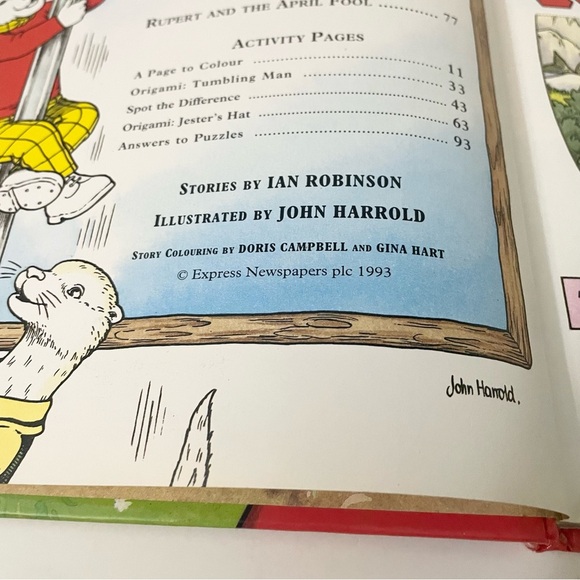 RUPERT AND THE APRIL FOOL ........... 77
ACTIVITY PAGES
A Page to Colour .......................................... 11
Origami: Tumbling Man .............................. 33
Spot the Difference ........................................ 43
Origami: Jester's Hat ..................................... 63
Answers to Puzzles ........................................ 93
STORIES BY IAN ROBINSON
ILLUSTRATED BY JOHN HARROLD
STORY COLOURING BY DORIS CAMPBELL AND GINA HART
© Express Newspapers plc 1993
John Harrold.